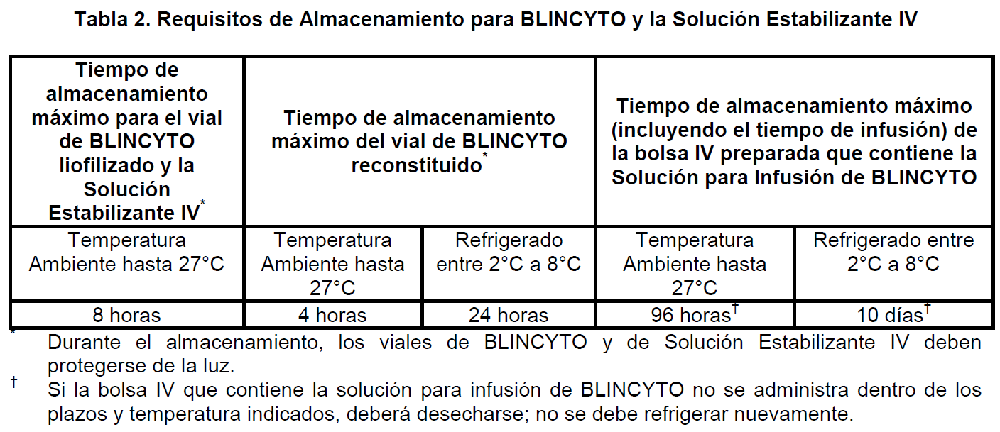 Tabla 2. Requisitos de Almacenamiento para BLINCYTO y la Solución Estabilizante IV
Tiempo de
almacenamiento
máximo para el vial
de BLINCYTO
liofilizado y la
Solución
Estabilizante IV*
Tiempo de almacenamiento
máximo del vial de BLINCYTO
reconstituido*
Tiempo de almacenamiento máximo
(incluyendo el tiempo de infusión) de
la bolsa IV preparada que contiene la
Solución para Infusión de BLINCYTO
Temperatura
Ambiente hasta 27°C
Temperatura
Ambiente hasta
27°C
Refrigerado
entre 2°C a 8°C
Temperatura
Ambiente hasta
27°C
Refrigerado entre
2°C a 8°C
8 horas
4 horas
24 horas
96 horas†
10 días†
* Durante el almacenamiento, los viales de BLINCYTO y de Solución Estabilizante IV deben
protegerse de la luz.
† Si la bolsa IV que contiene la solución para infusión de BLINCYTO no se administra dentro de los
plazos y temperatura indicados, deberá desecharse; no se debe refrigerar nuevamente.